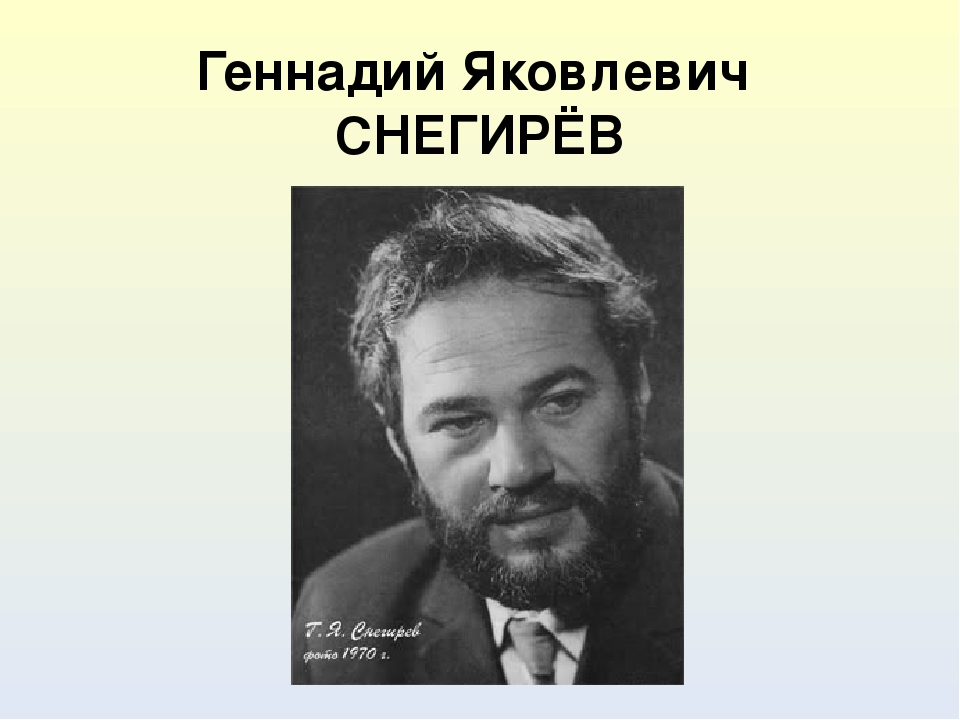 Геннадий Яковлевич
СНЕГИРЁВ
Т. Я. Снегирев
фото 1970 г.